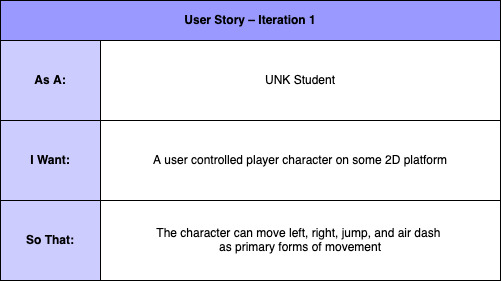 User Story – Iteration 1
As A:
UNK Student
I Want:
A user controlled player character on some 2D platform
So That:
The character can move left, right, jump, and air dash
as primary forms of movement